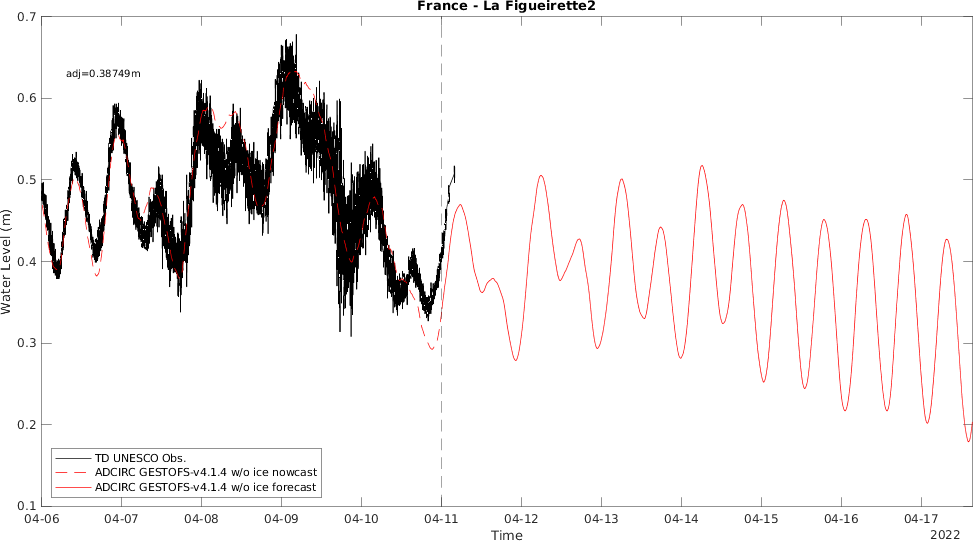 France - La Figueirette2
0.7
adj=0.38749m
0.6
0.5
0.4
0.3
0.2
0.1
Water Level (m)
TD UNESCO Obs.
ADCIRC GESTOFS-v4.1.4 w/o ice nowcast
ADCIRC GESTOFS-v4.1.4 w/o ice forecast
04-06 04-07 04-08 04-09 04-10 04-11 04-12 04-13 04-14 04-15 04-16 04-17
Time
2022